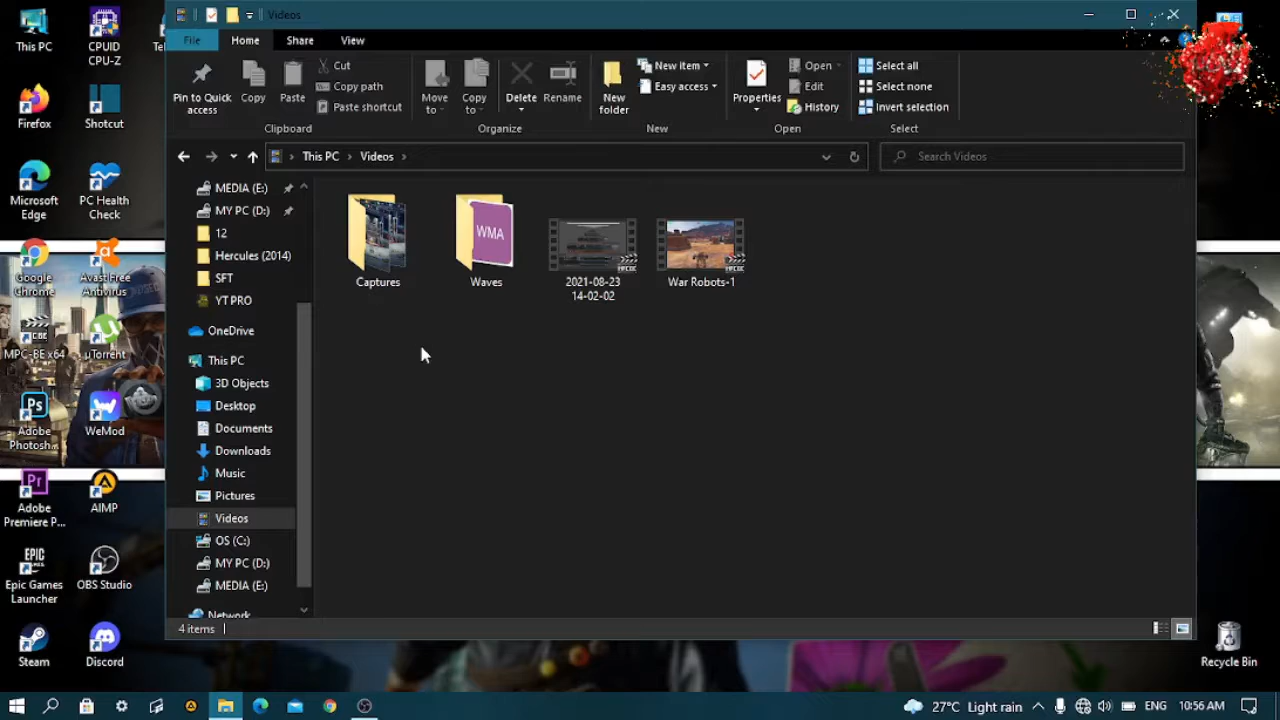 Videos
File
Home
Share
View
Pin to Quick
access
Copy
Paste
Cut
Copy path
Paste shortcut
Move
to
Copy
to
Delete
Rename
New
folder
New item
Easy access
Properties
Open
Edit
History
Select all
Select none
Invert selection
Clipboard
Organize
New
Open
Select
This PC
Videos
Search Videos
MEDIA (E:)
MY PC (D:)
12
Hercules (2014)
SFT
YT PRO
OneDrive
This PC
3D Objects
Desktop
Documents
Downloads
Music
Pictures
Videos
OS (C:)
MY PC (D:)
MEDIA (E:)
Network
Captures
WMA
Waves
2021-08-23
14-02-02
War Robots-1
4 items
This PC
CPUID
CPU-Z
Firefox
Shotcut
Microsoft
Edge
PC Health
Check
Google
Chrome
Avast Free
Antivirus
MPC-BE x64
µTorrent
Ps
Adobe
Photosh...
WeMod
Pr
Adobe
Premiere P...
AIMP
Epic Games
Launcher
OBS Studio
Steam
Discord
Recycle Bin
27°C Light rain
ENG
10:56 AM